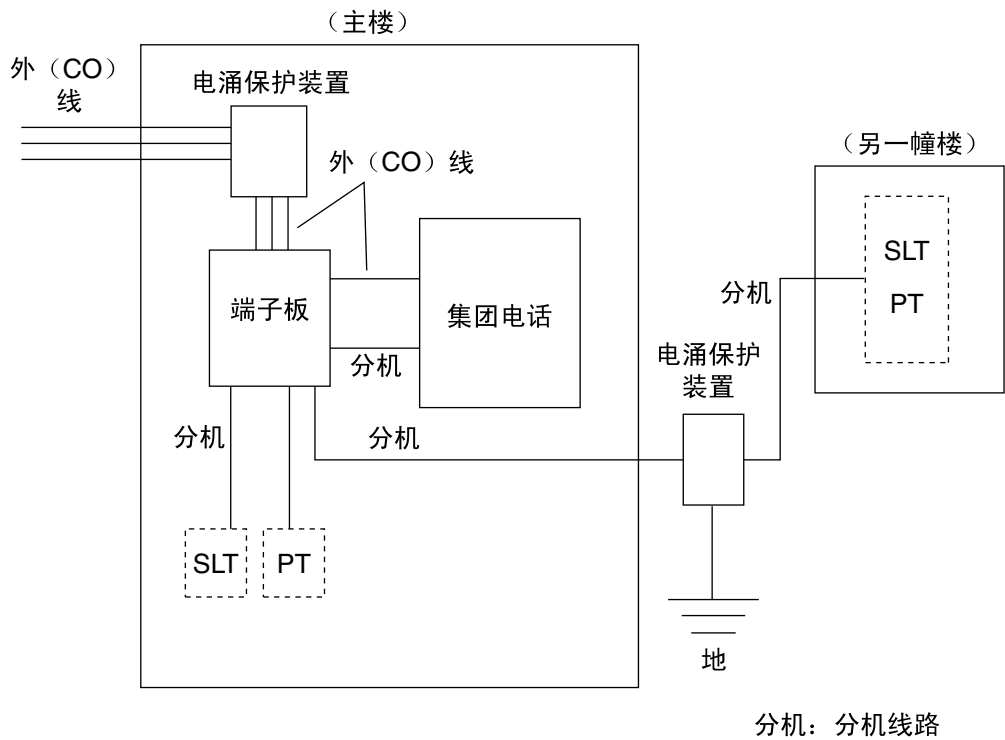 （主楼）
外（CO）
线
电涌保护装置
外（CO）线
（另一幢楼）
SLT
PT
分机
端子板
集团电话
分机
电涌保护
装置
分机
分机
SLT
PT
地
分机：分机线路